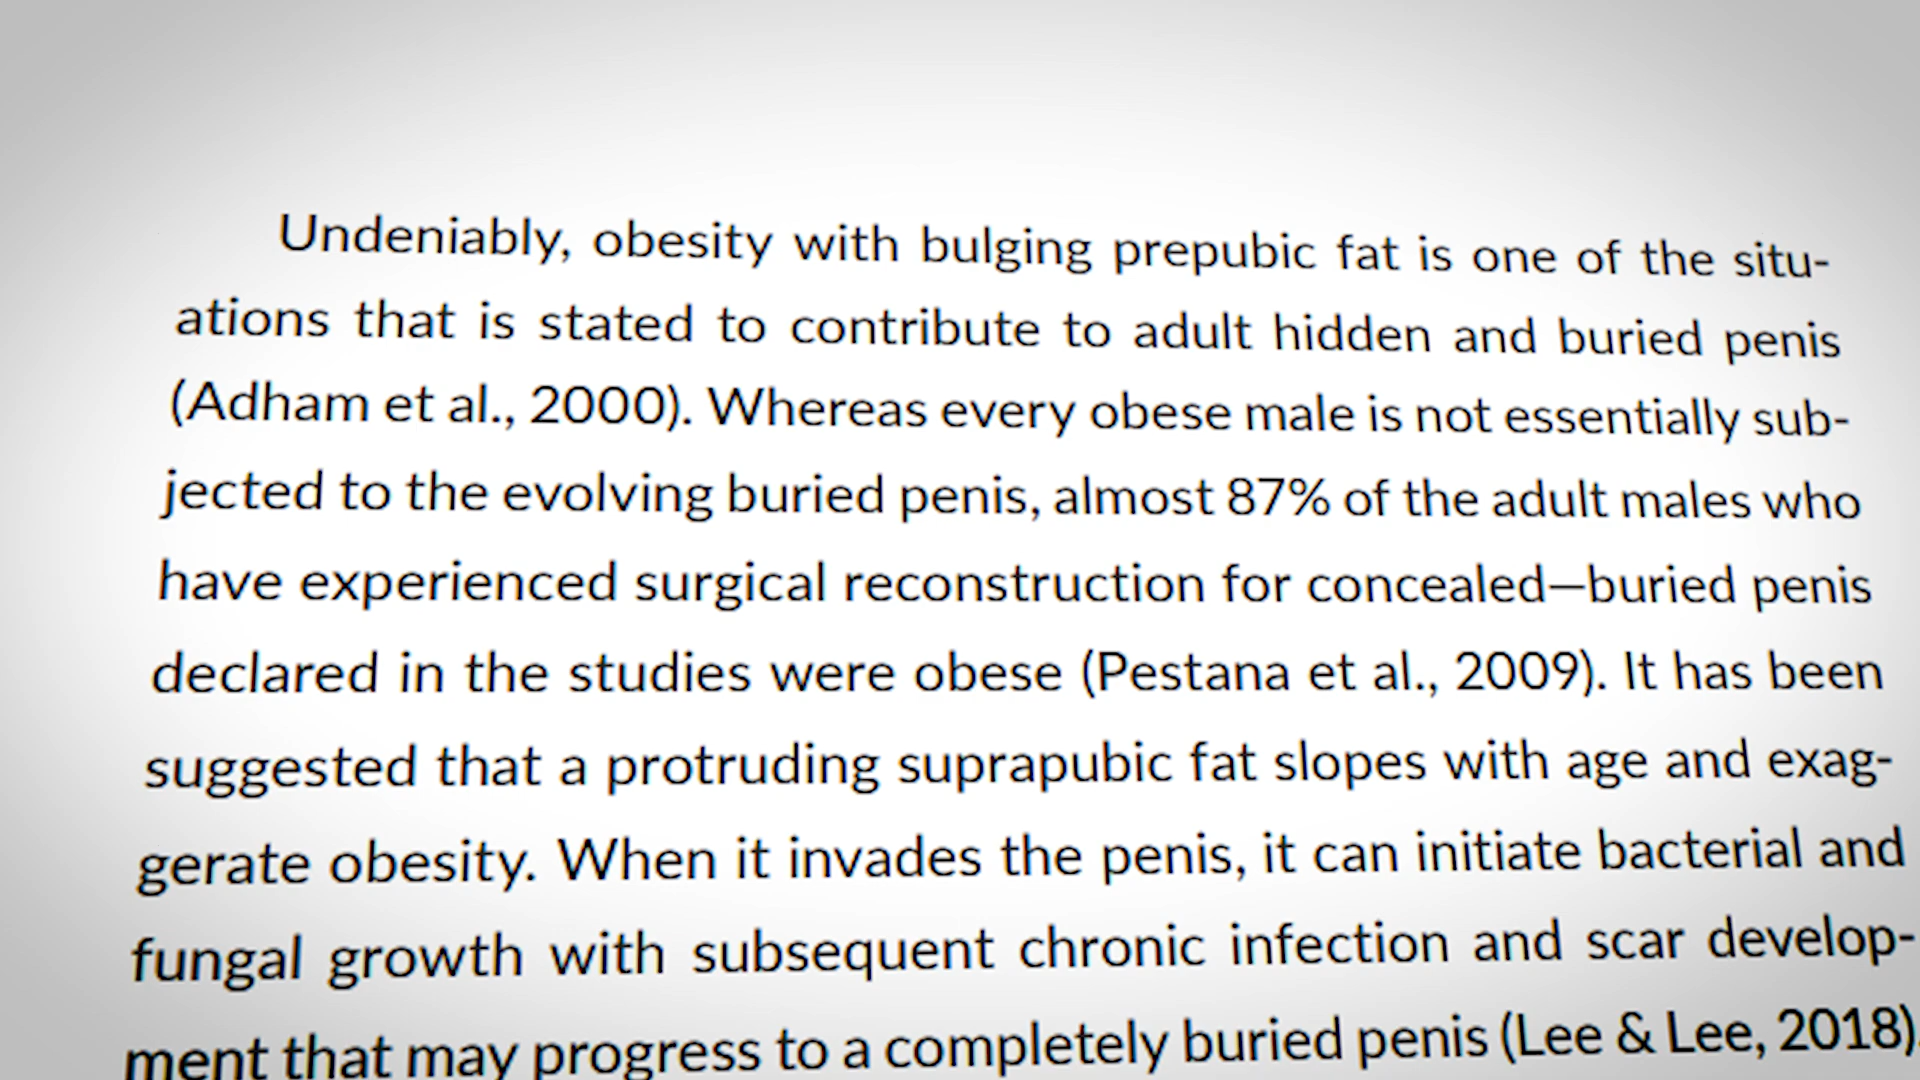 Undeniably, obesity with bulging prepubic fat is one of the situ-
ations that is stated to contribute to adult hidden and buried penis
(Adham et al., 2000). Whereas every obese male is not essentially sub-
jected to the evolving buried penis, almost 87% of the adult males who
have experienced surgical reconstruction for concealed—buried penis
declared in the studies were obese (Pestana et al., 2009). It has been
suggested that a protruding suprapubic fat slopes with age and exag-
gerate obesity. When it invades the penis, it can initiate bacterial and
fungal growth with subsequent chronic infection and scar develop-
ment that may progress to a completely buried penis (Lee & Lee, 2018).